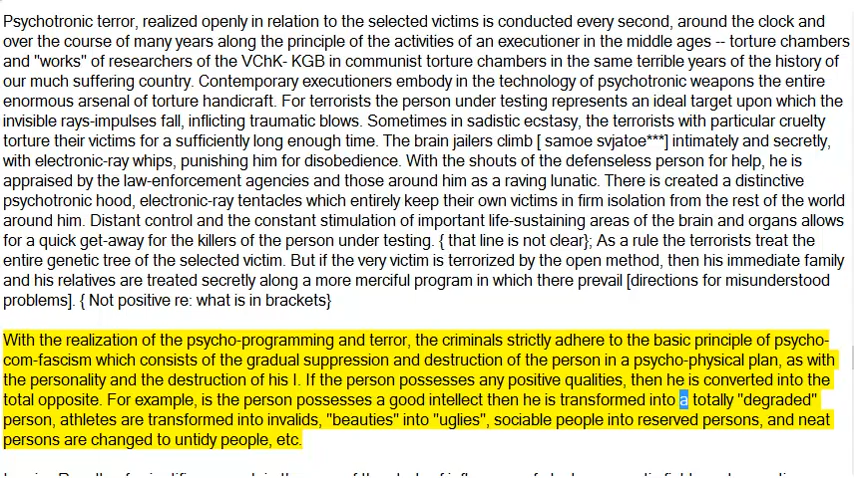 Psychotronic terror, realized openly in relation to the selected victims is conducted every second, around the clock and
over the course of many years along the principle of the activities of an executioner in the middle ages -- torture chambers
and "works" of researchers of the VChK- KGB in communist torture chambers in the same terrible years of the history of
our much suffering country. Contemporary executioners embody in the technology of psychotronic weapons the entire
enormous arsenal of torture handicraft. For terrorists the person under testing represents an ideal target upon which the
invisible rays-impulses fall, inflicting traumatic blows. Sometimes in sadistic ecstasy, the terrorists with particular cruelty
torture their victims for a sufficiently long enough time. The brain jailers climb [ samoe svjatoe***] intimately and secretly,
with electronic-ray whips, punishing him for disobedience. With the shouts of the defenseless person for help, he is
appraised by the law-enforcement agencies and those around him as a raving lunatic. There is created a distinctive
psychotronic hood, electronic-ray tentacles which entirely keep their own victims in firm isolation from the rest of the world
around him. Distant control and the constant stimulation of important life-sustaining areas of the brain and organs allows
for a quick get-away for the killers of the person under testing. { that line is not clear}; As a rule the terrorists treat the
entire genetic tree of the selected victim. But if the very victim is terrorized by the open method, then his immediate family
and his relatives are treated secretly along a more merciful program in which there prevail [directions for misunderstood
problems]. { Not positive re: what is in brackets}
With the realization of the psycho-programming and terror, the criminals strictly adhere to the basic principle of psycho-
com-fascism which consists of the gradual suppression and destruction of the person in a psycho-physical plan, as with
the personality and the destruction of his I. If the person possesses any positive qualities, then he is converted into the
total opposite. For example, is the person possesses a good intellect then he is transformed into a totally "degraded"
person, athletes are transformed into invalids, "beauties" into "uglies", sociable people into reserved persons, and neat
persons are changed to untidy people, etc.